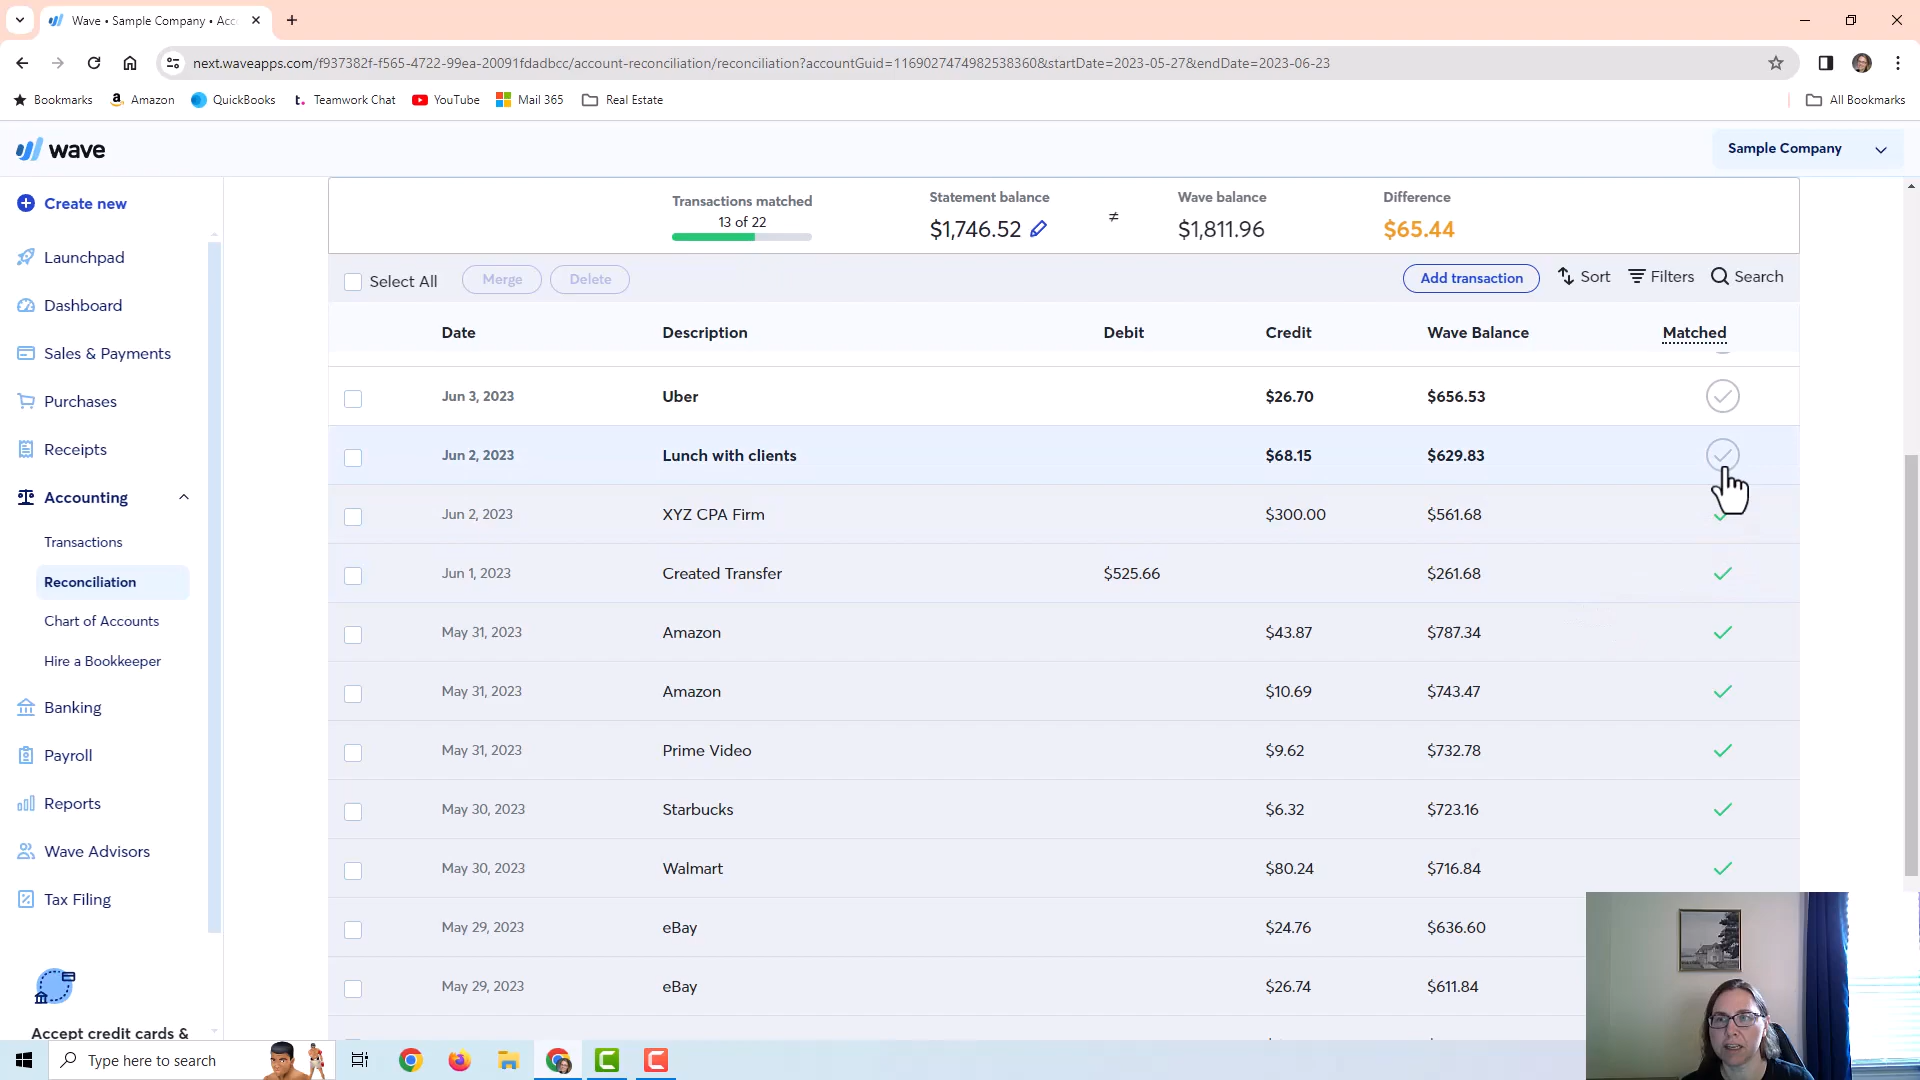 Wave • Sample Company • Acc
next.waveapps.com/f937382f-f565-4722-99ea-20091fdadbcc/account-reconciliation/reconciliation?accountGuid=1169027474982538360&startDate=2023-05-27&endDate=2023-06-23
Bookmarks Amazon QuickBooks t. Teamwork Chat YouTube Mail 365 Real Estate All Bookmarks
wave
Sample Company
Create new
Launchpad
Dashboard
Sales & Payments
Purchases
Receipts
Accounting
Transactions
Reconciliation
Chart of Accounts
Hire a Bookkeeper
Banking
Payroll
Reports
Wave Advisors
Tax Filing
Accept credit cards &
Transactions matched
13 of 22
Statement balance
$1,746.52
≠
Wave balance
$1,811.96
Difference
$65.44
Select All Merge Delete Add transaction Sort Filters Search
Date Description Debit Credit Wave Balance Matched
Jun 3, 2023 Uber $26.70 $656.53
Jun 2, 2023 Lunch with clients $68.15 $629.83
Jun 2, 2023 XYZ CPA Firm $300.00 $561.68
Jun 1, 2023 Created Transfer $525.66 $261.68
May 31, 2023 Amazon $43.87 $787.34
May 31, 2023 Amazon $10.69 $743.47
May 31, 2023 Prime Video $9.62 $732.78
May 30, 2023 Starbucks $6.32 $723.16
May 30, 2023 Walmart $80.24 $716.84
May 29, 2023 eBay $24.76 $636.60
May 29, 2023 eBay $26.74 $611.84
Type here to search